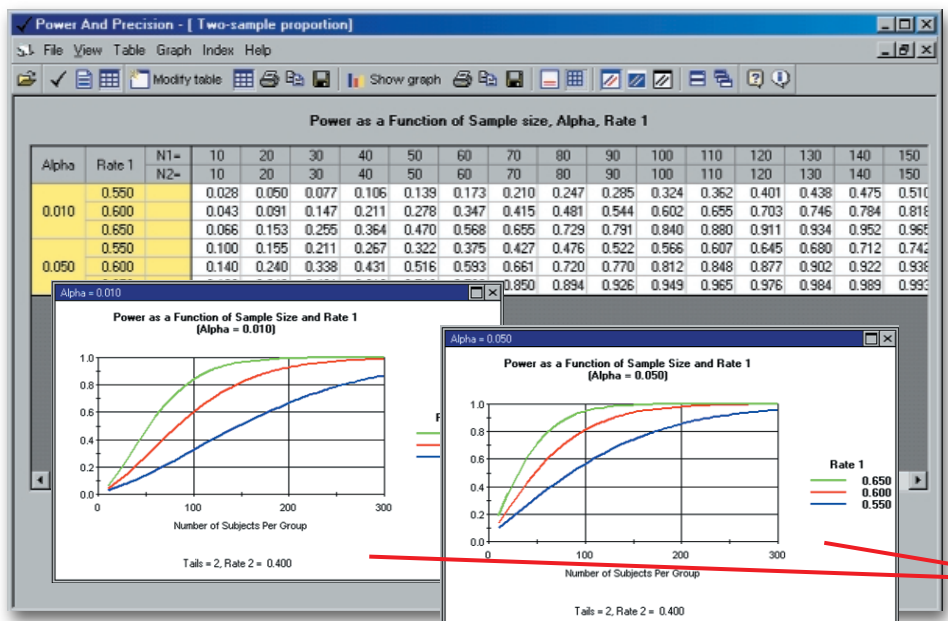 Power And Precision - [ Two-sample proportion]
File View Table Graph Index Help
Modify table Show graph
Power as a Function of Sample size, Alpha, Rate 1
Alpha Rate 1 N1= 10 20 30 40 50 60 70 80 90 100 110 120 130 140 150
N2= 10 20 30 40 50 60 70 80 90 100 110 120 130 140 150
0.550 0.028 0.050 0.077 0.106 0.139 0.173 0.210 0.247 0.285 0.324 0.362 0.401 0.438 0.475 0.510
0.010 0.600 0.043 0.091 0.147 0.211 0.278 0.347 0.415 0.481 0.544 0.602 0.655 0.703 0.746 0.784 0.818
0.650 0.066 0.153 0.255 0.364 0.470 0.568 0.655 0.729 0.791 0.840 0.880 0.911 0.934 0.952 0.965
0.550 0.100 0.155 0.211 0.267 0.322 0.375 0.427 0.476 0.522 0.566 0.607 0.645 0.680 0.712 0.742
0.050 0.600 0.140 0.240 0.338 0.431 0.516 0.593 0.661 0.720 0.770 0.812 0.848 0.877 0.902 0.922 0.938
0.850 0.894 0.926 0.949 0.965 0.976 0.984 0.989 0.993
Alpha = 0.010
Power as a Function of Sample Size and Rate 1
(Alpha = 0.010)
1.0
0.8
0.6
0.4
0.2
0.0
0 100 200 300
Number of Subjects Per Group
Tails = 2, Rate 2 = 0.400
Alpha = 0.050
Power as a Function of Sample Size and Rate 1
(Alpha = 0.050)
1.0
0.8
0.6
0.4
0.2
0.0
0 100 200 300
Number of Subjects Per Group
Rate 1
0.650
0.600
0.550
Tails = 2, Rate 2 = 0.400